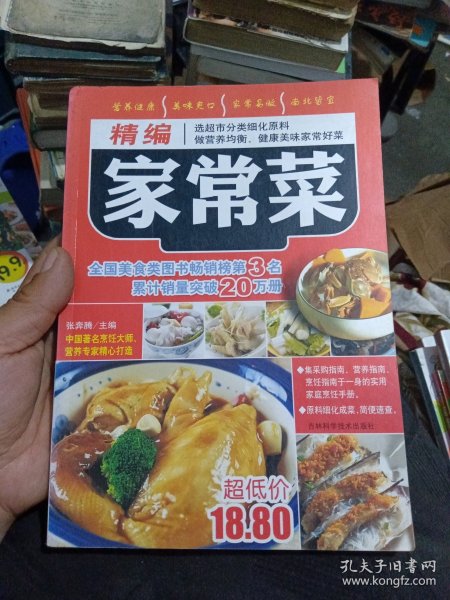 营养健康 美味爽口 家常易做 南北皆宜
精编
选超市分类细化原料
做营养均衡、健康美味家常好菜
家常菜
全国美食类图书畅销榜第3名
累计销量突破20万册
张奔腾/主编
中国著名烹饪大师、
营养专家精心打造
◆集采购指南、营养指南、
烹饪指南于一身的实用
家庭烹饪手册。
◆原料细化成菜,简便速查。
吉林科学技术出版社
超低价
18.80
9.9
孔夫子旧书网
www.kongfz.com